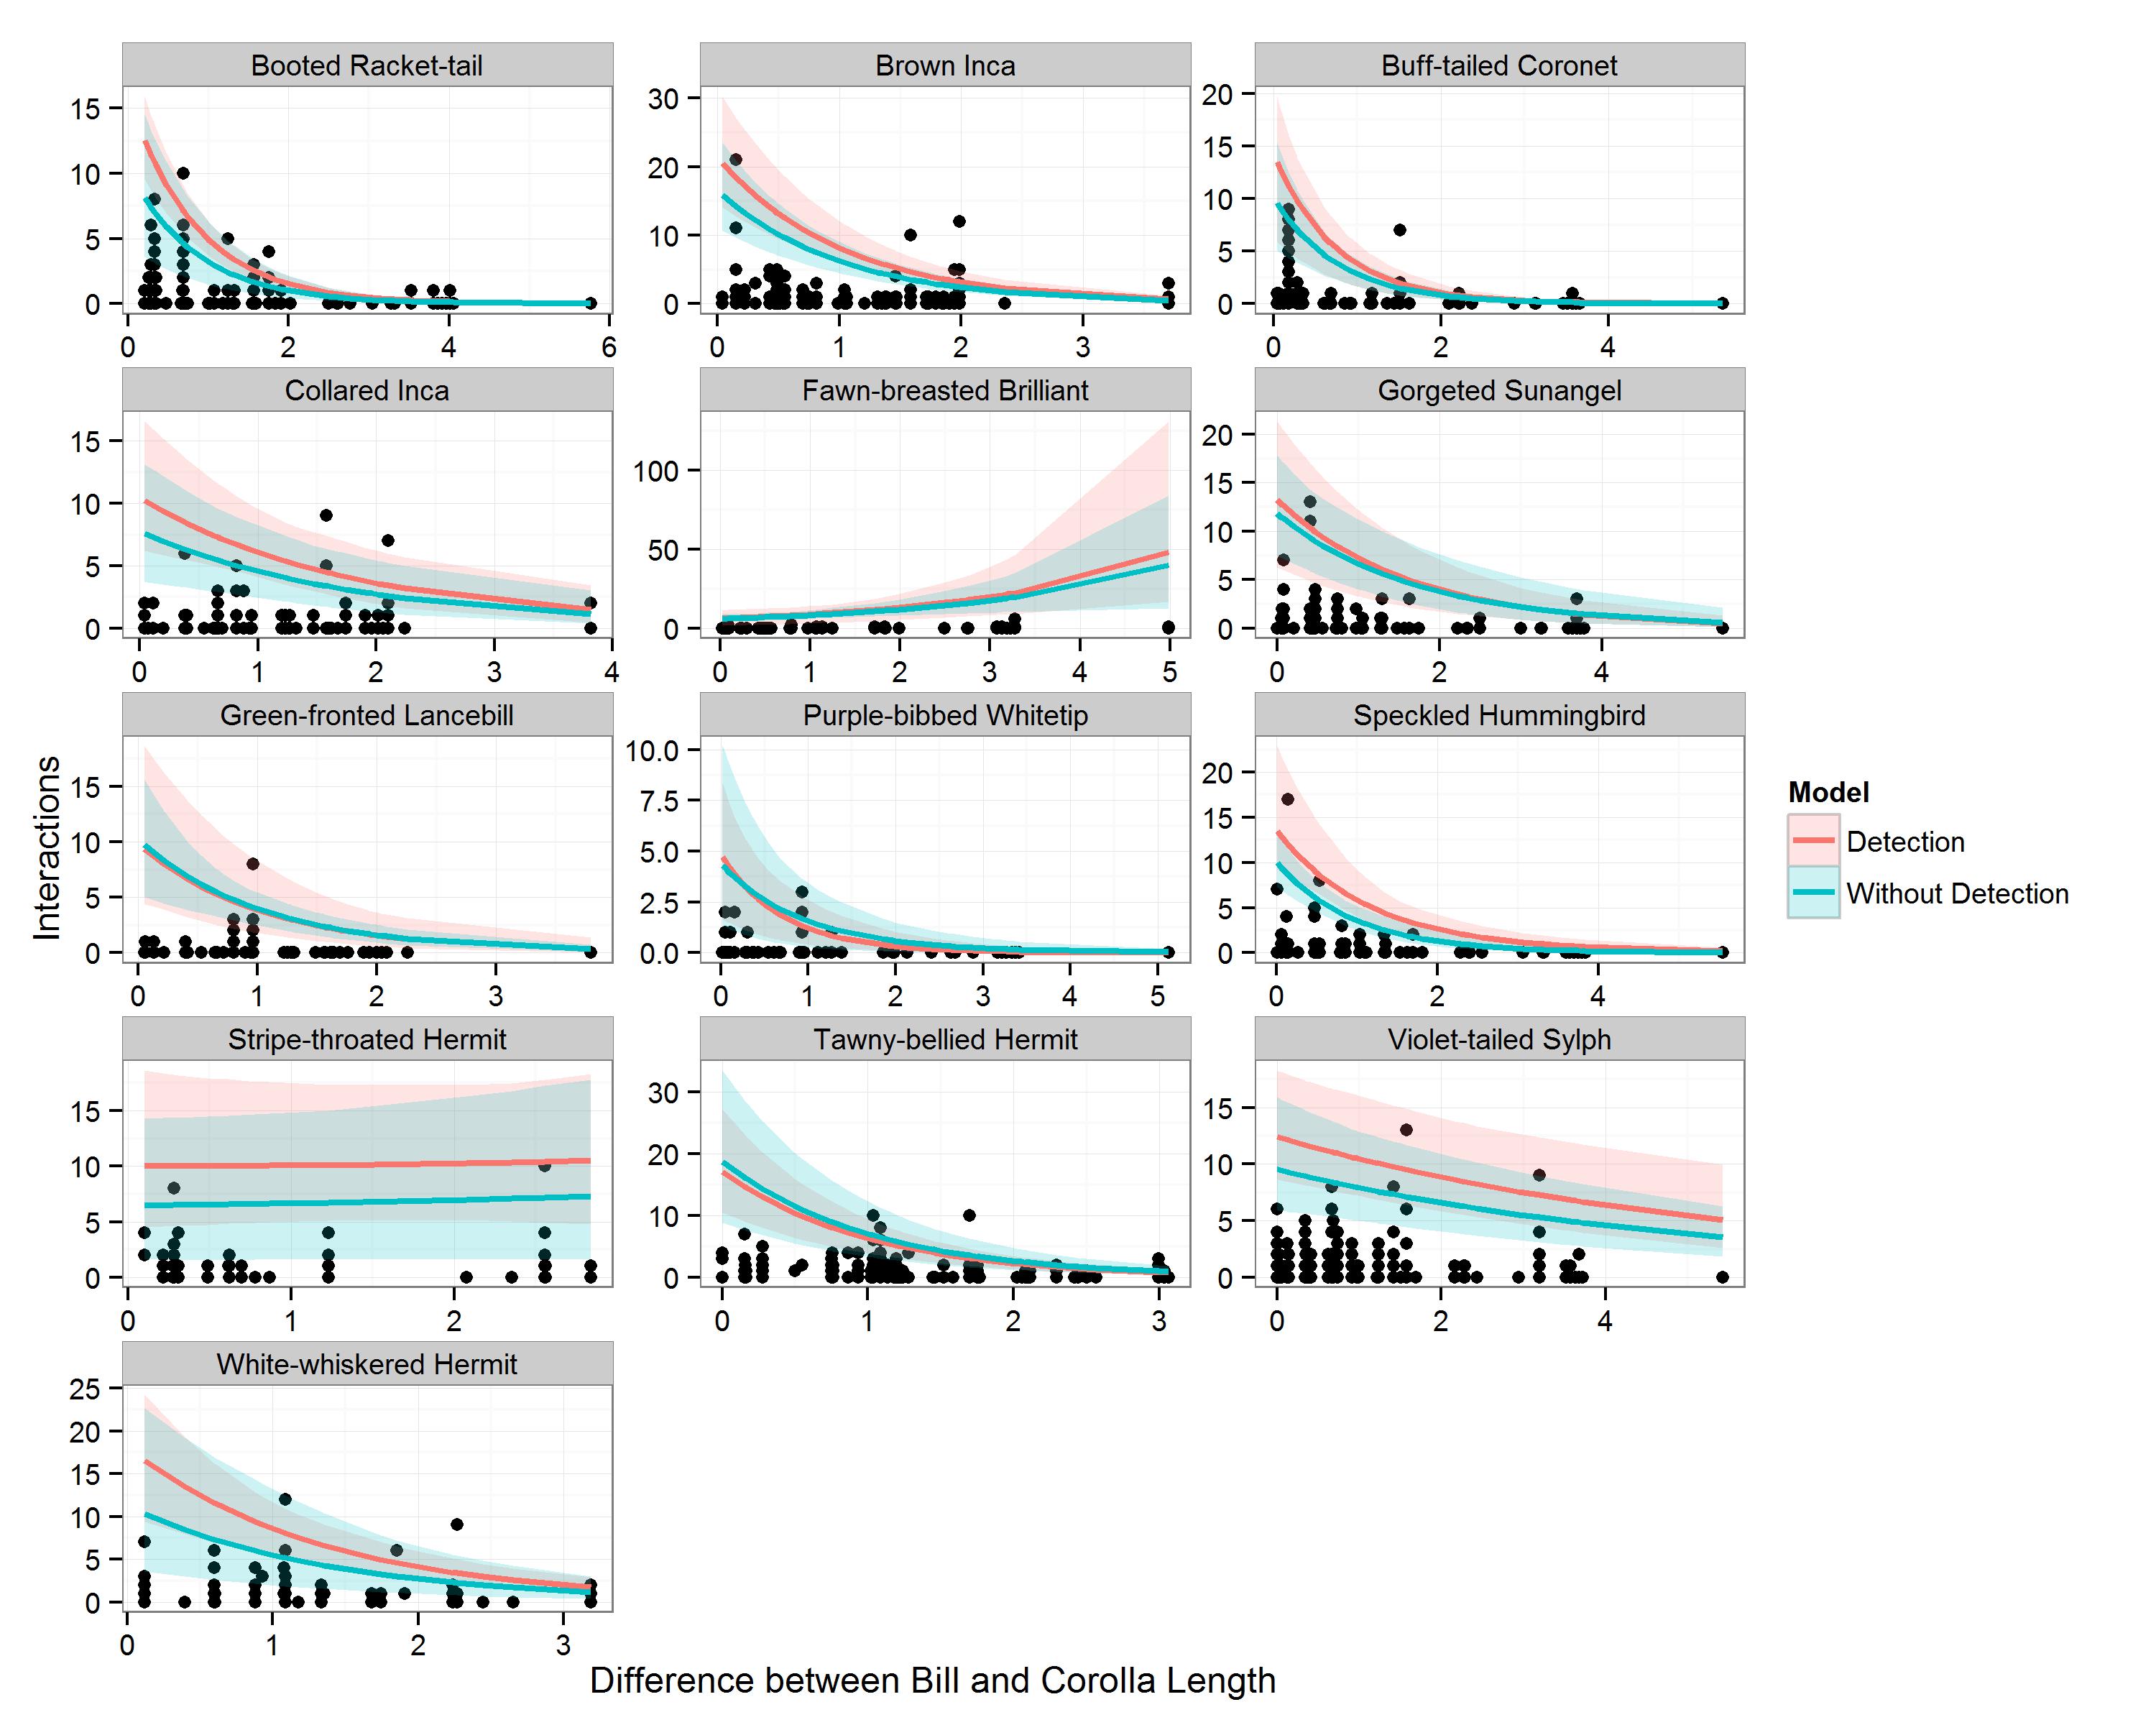 Booted Racket-tail
Brown Inca
Buff-tailed Coronet
15
10
5
0
0 2 4 6
30
20
10
0
0 1 2 3
20
15
10
5
0
0 2 4
Collared Inca
Fawn-breasted Brilliant
Gorgeted Sunangel
15
10
5
0
0 1 2 3 4
100
50
0
0 1 2 3 4 5
20
15
10
5
0
0 2 4
Green-fronted Lancebill
Purple-bibbed Whitetip
Speckled Hummingbird
15
10
5
0
0 1 2 3
10.0
7.5
5.0
2.5
0.0
0 1 2 3 4 5
20
15
10
5
0
0 2 4
Stripe-throated Hermit
Tawny-bellied Hermit
Violet-tailed Sylph
15
10
5
0
0 1 2
30
20
10
0
0 1 2 3
15
10
5
0
0 2 4
White-whiskered Hermit
25
20
15
10
5
0
0 1 2 3
Interactions
Difference between Bill and Corolla Length
Model
Detection
Without Detection